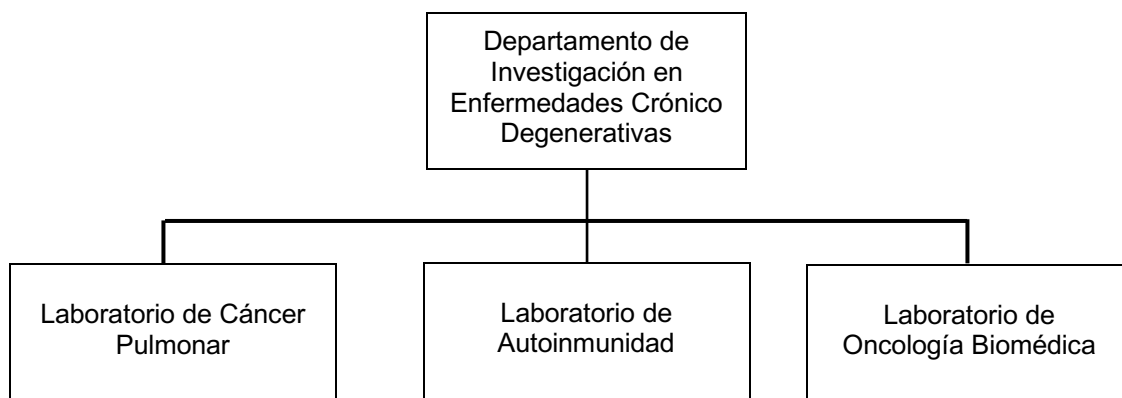 Departamento de
Investigación en
Enfermedades Crónico
Degenerativas
Laboratorio de Cáncer
Pulmonar
Laboratorio de
Autoinmunidad
Laboratorio de
Oncología Biomédica